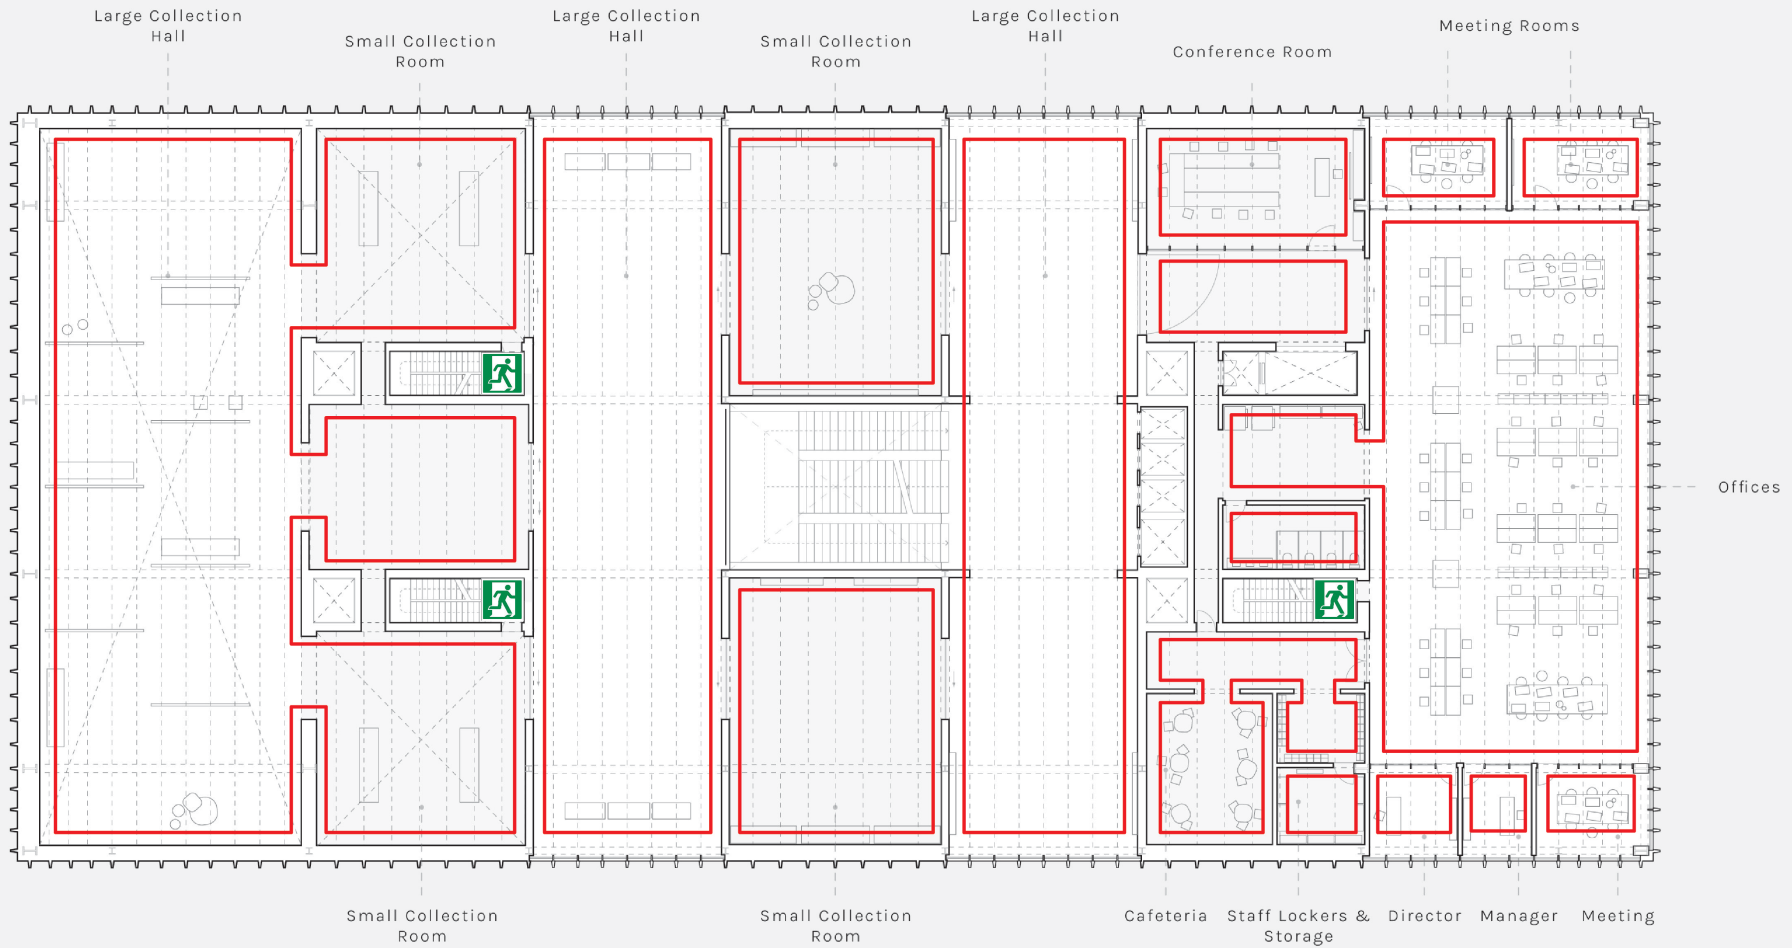 Large Collection
Hall
Small Collection
Room
Large Collection
Hall
Small Collection
Room
Large Collection
Hall
Conference Room
Meeting Rooms
Offices
Small Collection
Room
Small Collection
Room
Cafeteria
Staff Lockers &
Storage
Director
Manager
Meeting